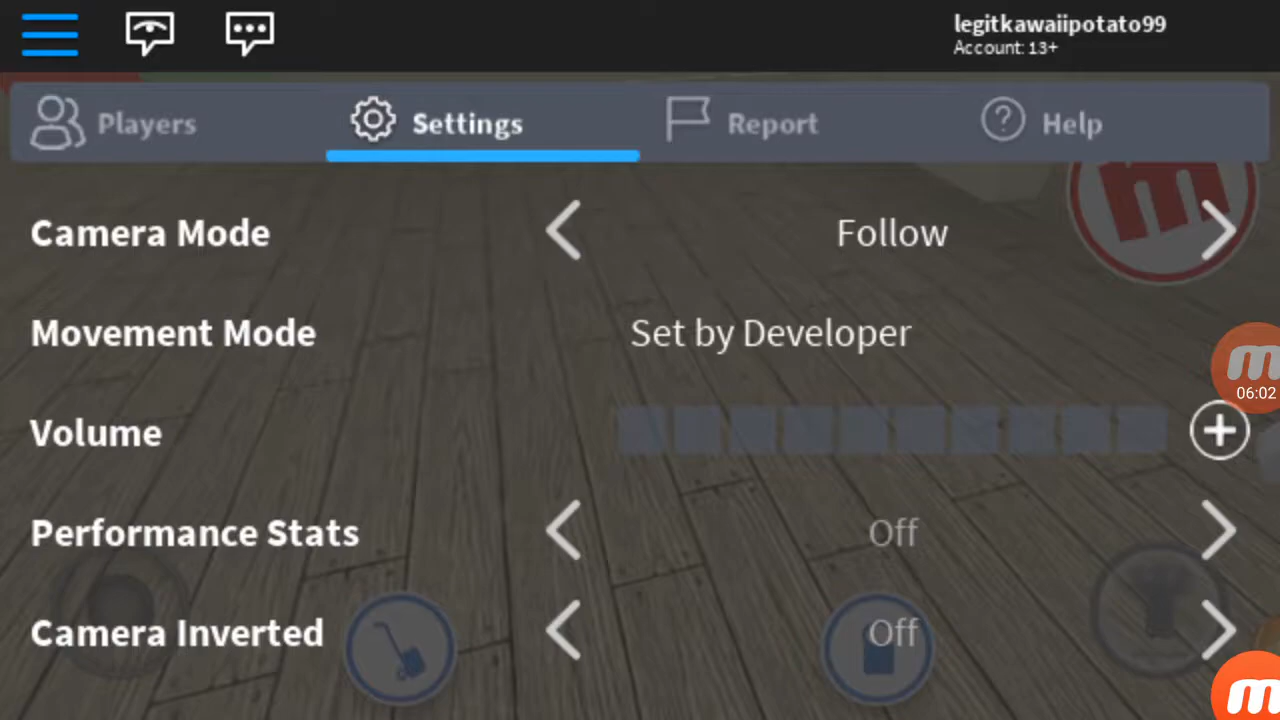 legitkawaiipotato99
Account: 13+
Players Settings Report Help
Camera Mode Follow
Movement Mode Set by Developer
m
06:02
Volume
Performance Stats Off
Camera Inverted Off